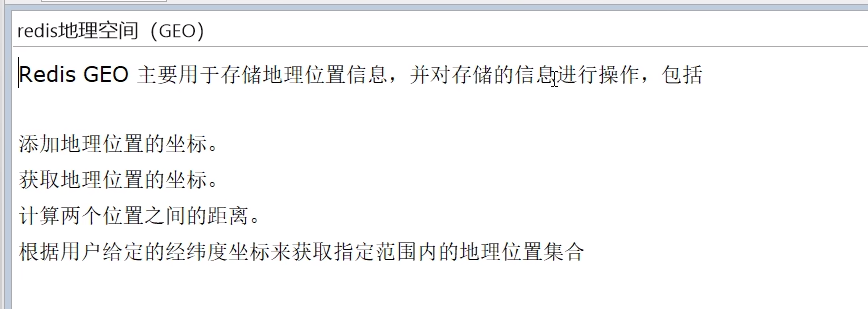 redis地理空间（GEO）
Redis GEO 主要用于存储地理位置信息，并对存储的信息进行操作，包括
添加地理位置的坐标。
获取地理位置的坐标。
计算两个位置之间的距离。
根据用户给定的经纬度坐标来获取指定范围内的地理位置集合